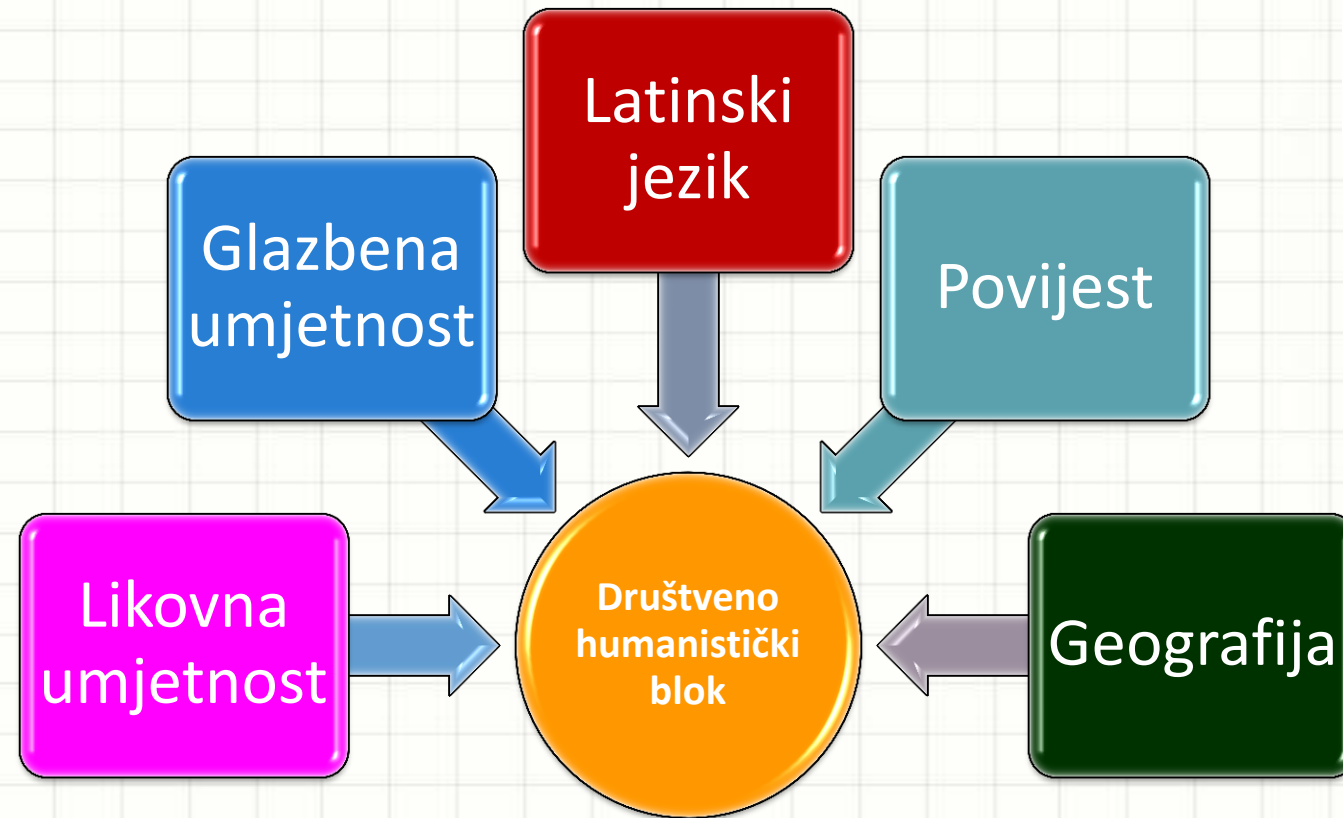 Latinski
jezik
Glazbena
umjetnost
Povijest
Likovna
umjetnost
Društveno
humanistički
blok
Geografija